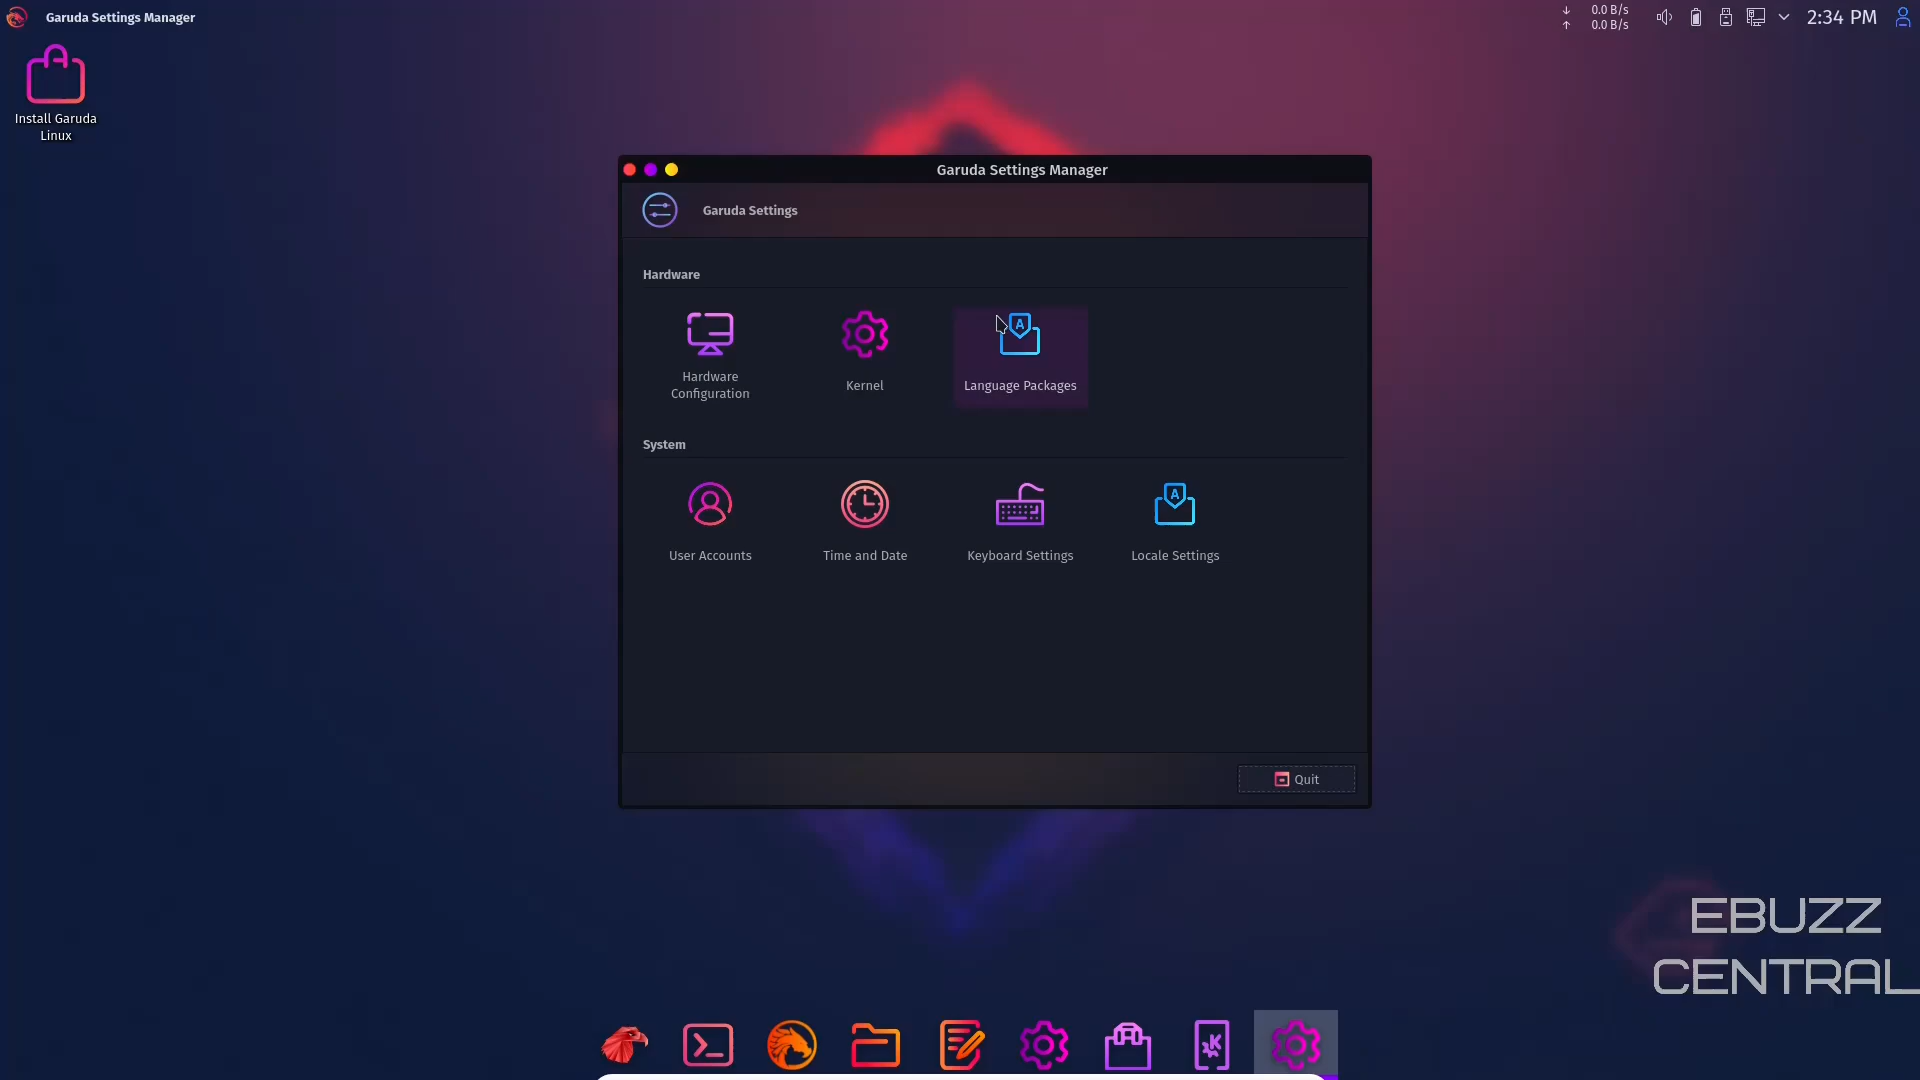 Garuda Settings Manager
0.0 B/s
0.0 B/s
2:34 PM
Install Garuda
Linux
Garuda Settings Manager
Garuda Settings
Hardware
Hardware
Configuration
Kernel
A
Language Packages
System
User Accounts
Time and Date
Keyboard Settings
A
Locale Settings
Quit
EBUZZ
CENTRAL
K